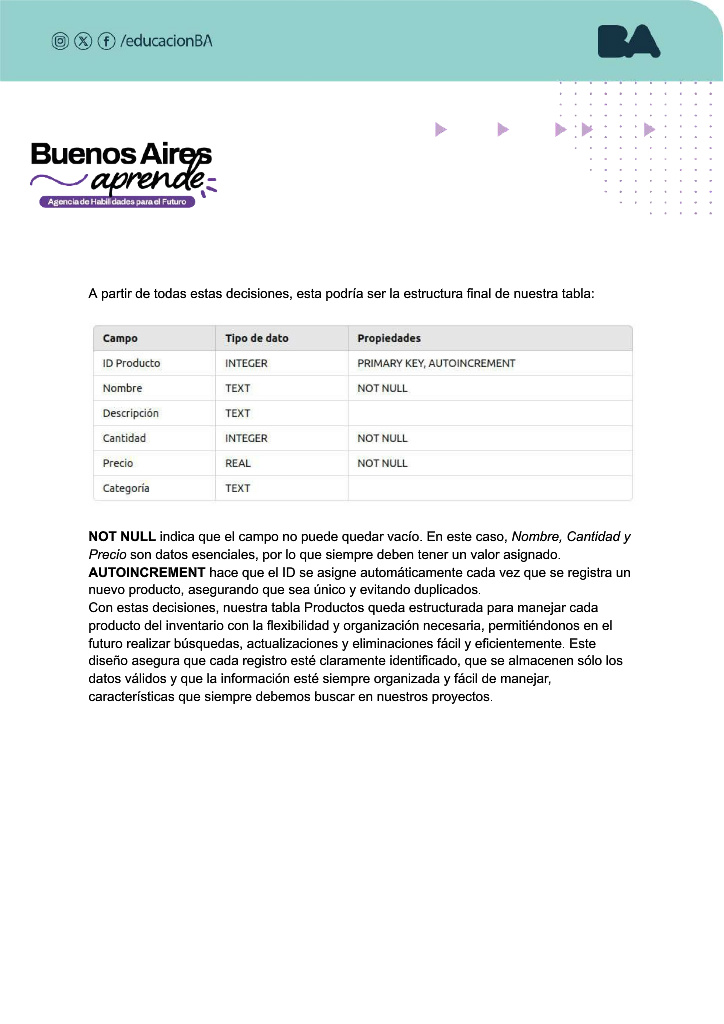 /educacionBA
BA
Buenos Aires
aprende
Agencia de Habilidades para el Futuro
A partir de todas estas decisiones, esta podría ser la estructura final de nuestra tabla:
Campo Tipo de dato Propiedades
ID Producto INTEGER PRIMARY KEY, AUTOINCREMENT
Nombre TEXT NOT NULL
Descripción TEXT
Cantidad INTEGER NOT NULL
Precio REAL NOT NULL
Categoría TEXT
NOT NULL indica que el campo no puede quedar vacío. En este caso, Nombre, Cantidad y
Precio son datos esenciales, por lo que siempre deben tener un valor asignado.
AUTOINCREMENT hace que el ID se asigne automáticamente cada vez que se registra un
nuevo producto, asegurando que sea único y evitando duplicados.
Con estas decisiones, nuestra tabla Productos queda estructurada para manejar cada
producto del inventario con la flexibilidad y organización necesaria, permitiéndonos en el
futuro realizar búsquedas, actualizaciones y eliminaciones fácil y eficientemente. Este
diseño asegura que cada registro esté claramente identificado, que se almacenen sólo los
datos válidos y que la información esté siempre organizada y fácil de manejar,
características que siempre debemos buscar en nuestros proyectos.